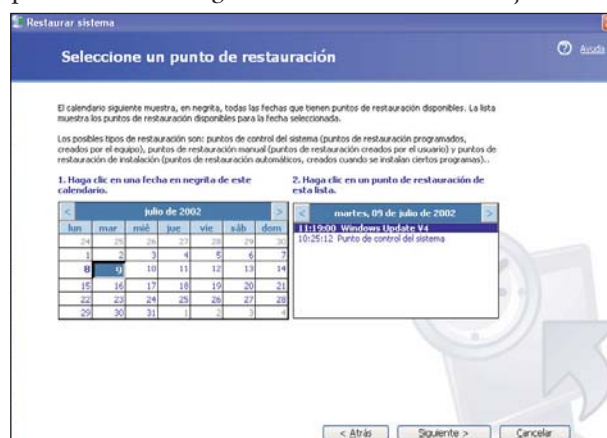 Restaurar sistema
Seleccione un punto de restauración
Ayuda
El calendario siguiente muestra, en negrita, todas las fechas que tienen puntos de restauración disponibles. La lista
muestra los puntos de restauración disponibles para la fecha
seleccionada.
Los posibles tipos de restauración son: puntos de control del sistema (puntos de restauración programados,
creados por el equipo), puntos de restauración manual (puntos de restauración creados por el usuario) y puntos de
restauración de instalación (puntos de restauración automáticos, creados cuando se instalan ciertos programas)..
1. Haga clic en una fecha en negrita de este
calendario.
2. Haga clic en un punto de restauración de
esta lista.
< julio de 2002 >
lun mar mié jue vie sáb dom
24 25 26 27 28 29 30
1 2 3 4 5 6 7
8 9 10 11 12 13 14
15 16 17 18 19 20 21
22 23 24 25 26 27 28
29 30 31 1 2 3 4
< martes, 09 de julio de 2002 >
11:19:00 Windows Update V4
10:25:12 Punto de control del sistema
< Atrás Siguiente > Cancelar